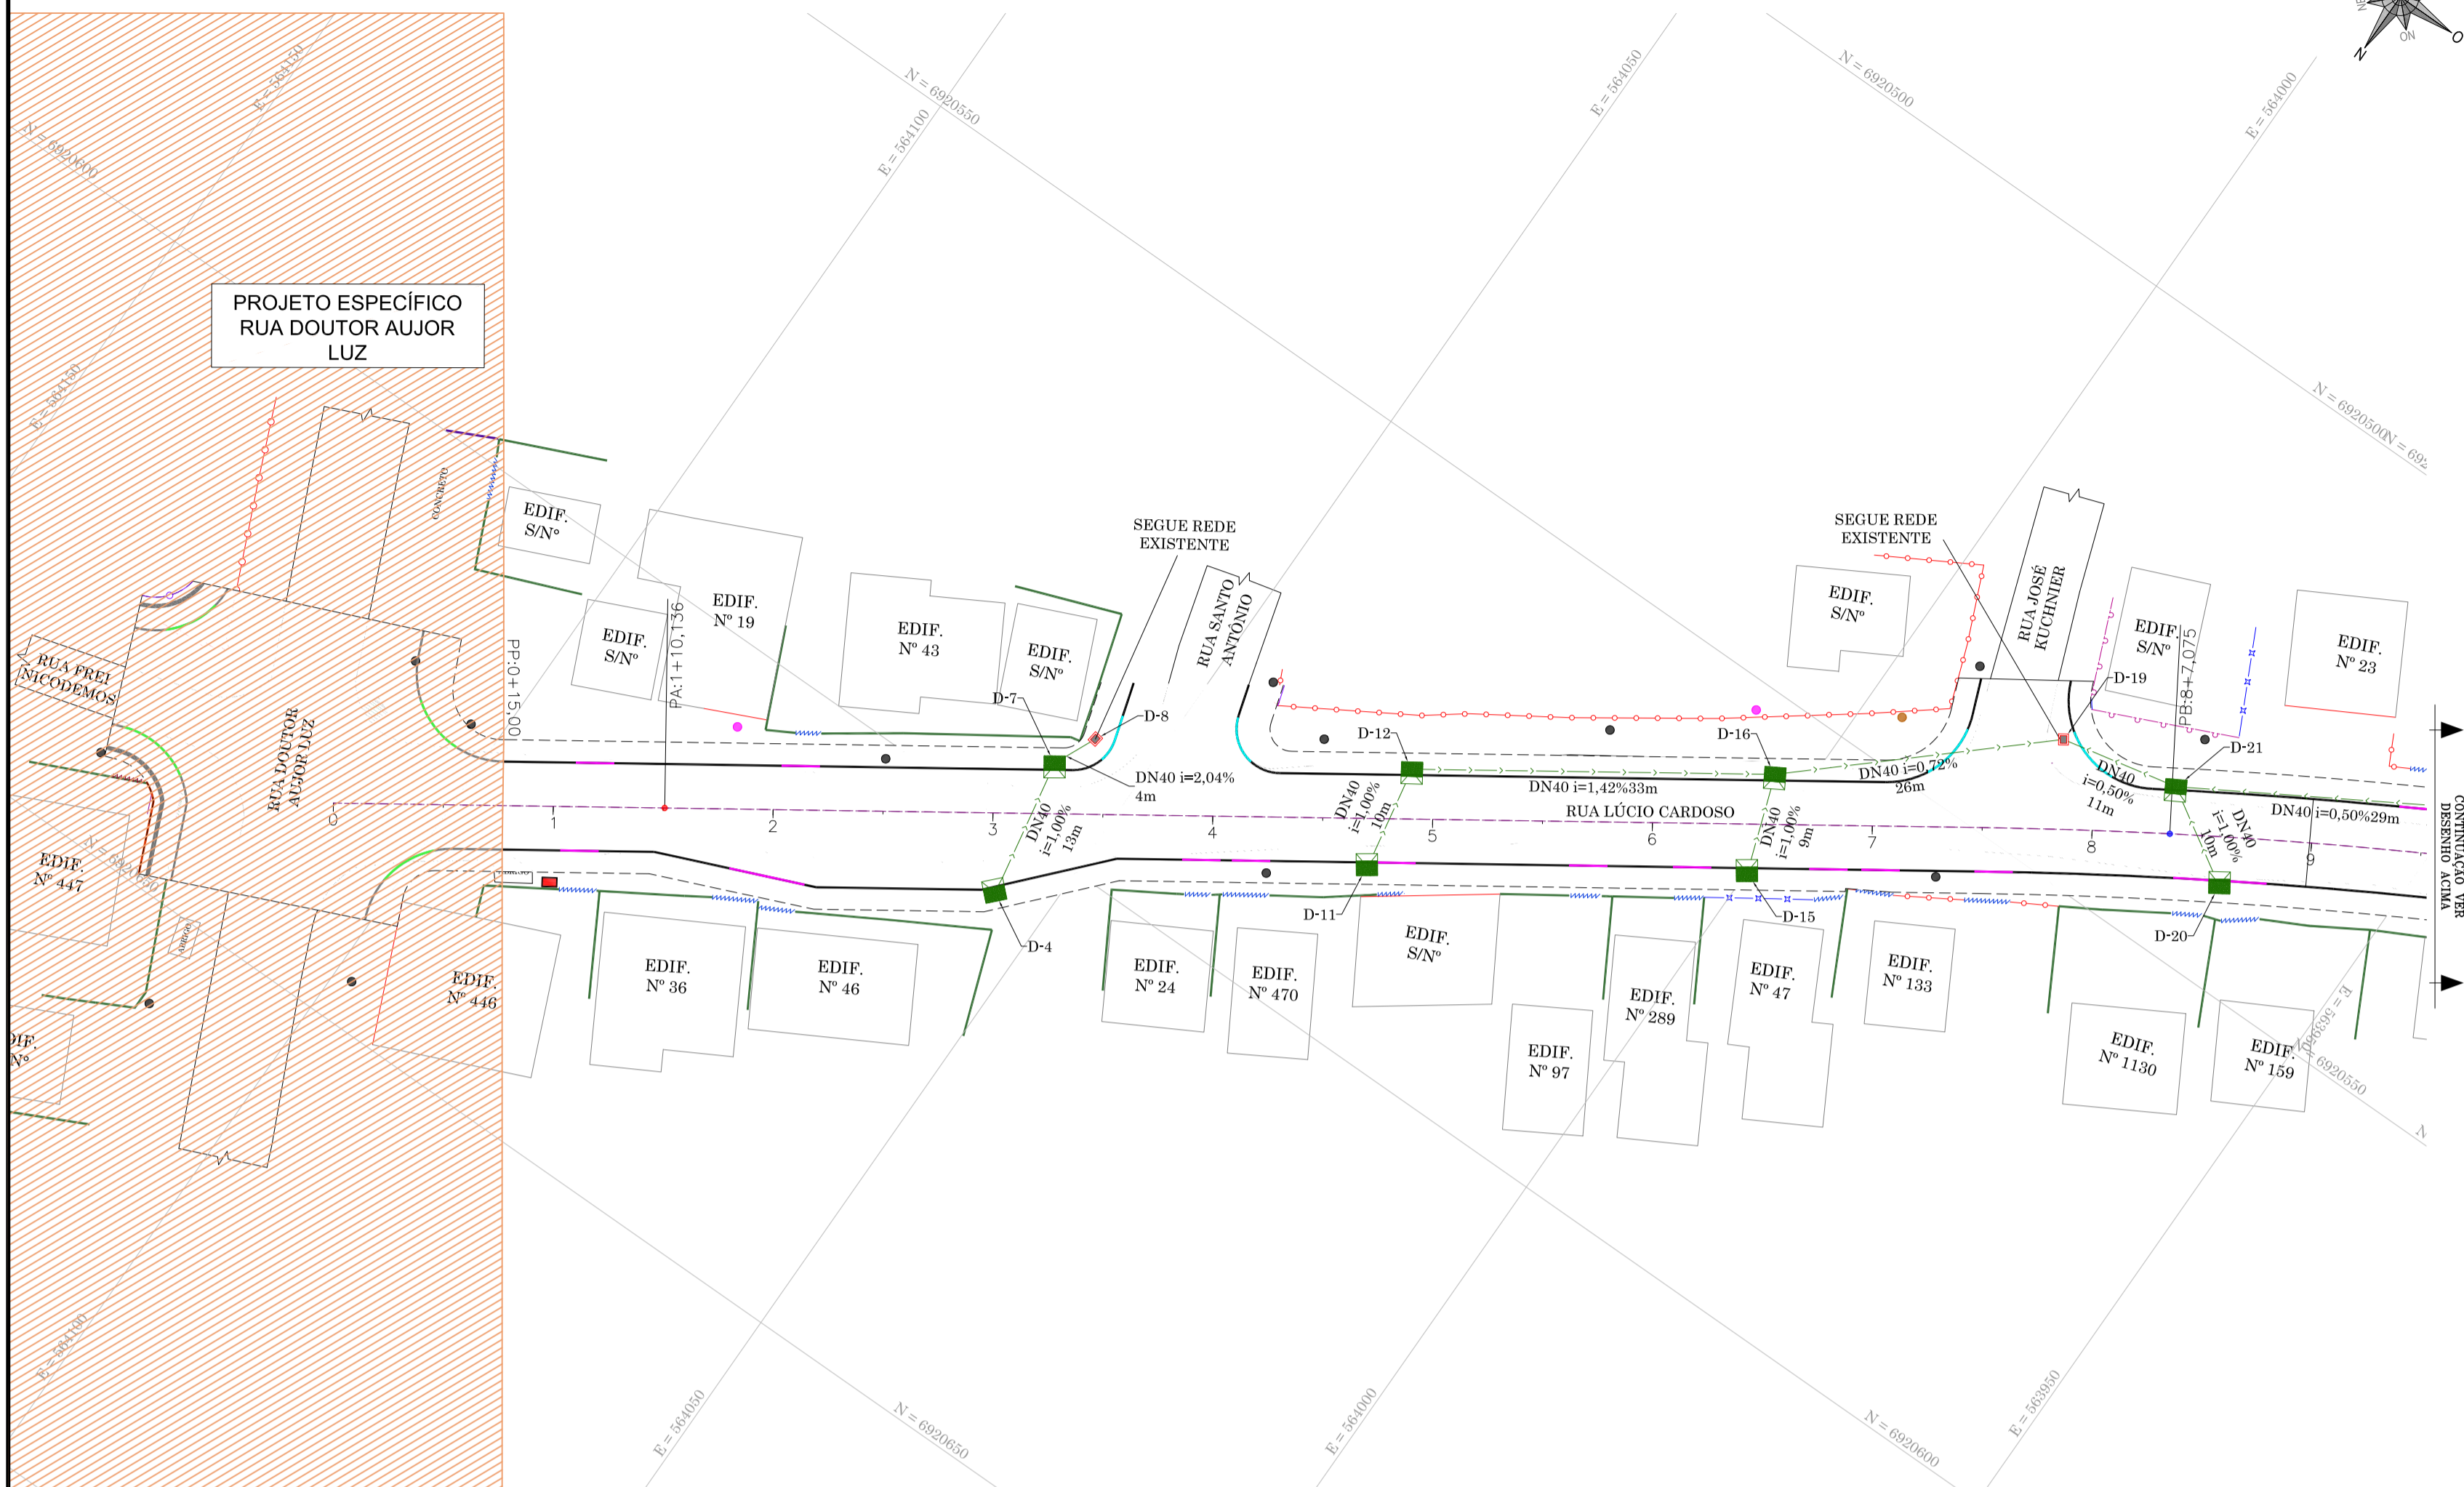 E = 564150
N = 6920600
E = 564100
N = 6920550
E = 564050
N = 6920500
E = 564000
NE
NO
N
O
PROJETO ESPECÍFICO
RUA DOUTOR AUJOR
LUZ
E = 564150
N = 6920500
CONCRETO
EDIF.
S/Nº
SEGUE REDE
EXISTENTE
SEGUE REDE
EXISTENTE
EDIF.
S/Nº
EDIF.
Nº 19
EDIF.
Nº 43
EDIF.
S/Nº
RUA SANTO
ANTÔNIO
EDIF.
S/Nº
RUA JOSÉ
KUCHNIER
EDIF.
S/Nº
EDIF.
Nº 23
PP:0+15,00
PA:1+10,136
PB:8+7,075
RUA FREI
NICODEMOS
RUA DOUTOR
AUJOR LUZ
D-7
D-8
D-12
D-16
D-19
D-21
DN40 i=2,04%
4m
DN40
i=1,00%
13m
DN40
i=1,00%
10m
DN40 i=1,42%33m
RUA LÚCIO CARDOSO
DN40
i=1,00%
9m
DN40 i=0,72%
26m
DN40
i=0,50%
11m
DN40
i=1,00%
10m
DN40 i=0,50%29m
CONTINUAÇÃO VER
DESENHO ACIMA
0
1
2
3
4
5
6
7
8
9
EDIF.
Nº 447
N = 6920650
ABRIGO
EDIF.
Nº 446
EDIF.
Nº 36
EDIF.
Nº 46
D-4
EDIF.
Nº 24
EDIF.
Nº 470
D-11
EDIF.
S/Nº
EDIF.
Nº 97
EDIF.
Nº 289
EDIF.
Nº 47
D-15
EDIF.
Nº 133
D-20
EDIF.
Nº 1130
EDIF.
Nº 159
E = 563950
N = 6920550
N
E = 564100
E = 564050
N = 6920650
E = 564000
N = 6920600
E = 563950